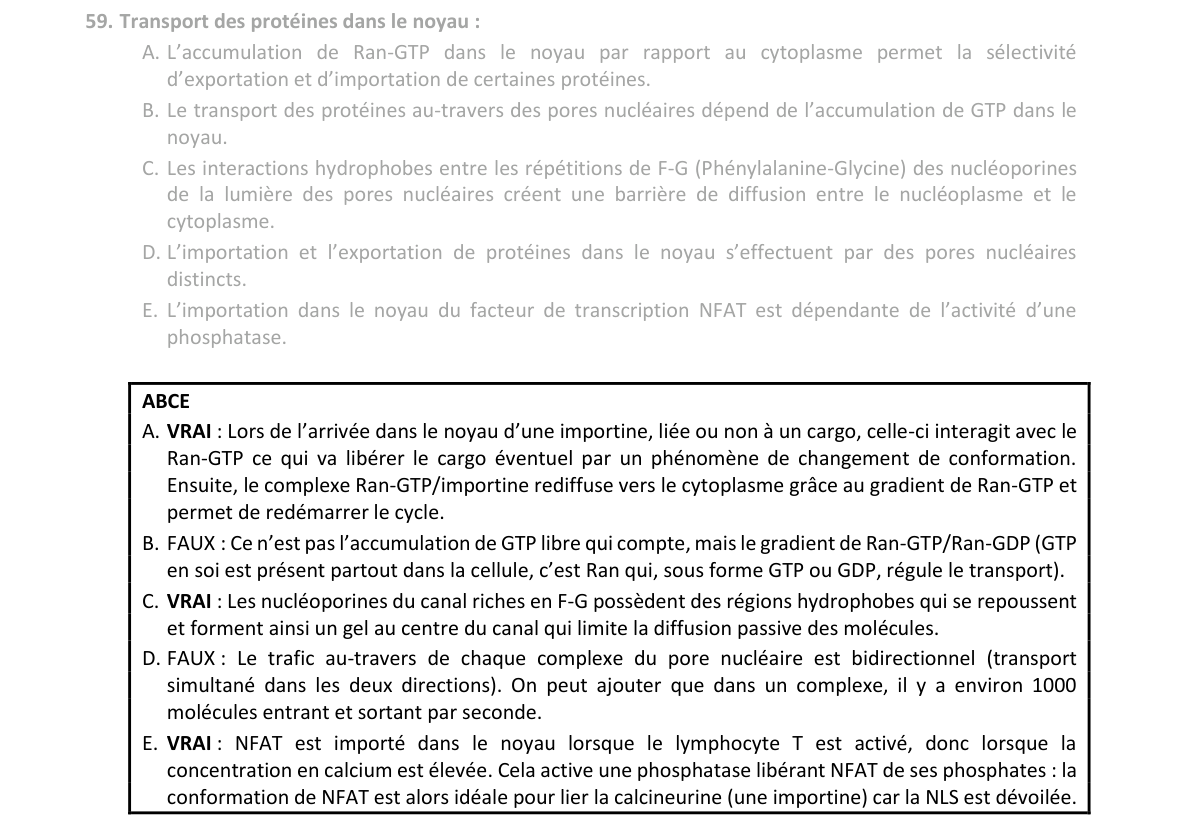 59. Transport des protéines dans le noyau :
A. L’accumulation de Ran-GTP dans le noyau par rapport au cytoplasme permet la sélectivité
d’exportation et d’importation de certaines protéines.
B. Le transport des protéines au-travers des pores nucléaires dépend de l’accumulation de GTP dans le
noyau.
C. Les interactions hydrophobes entre les répétitions de F-G (Phénylalanine-Glycine) des nucléoporines
de la lumière des pores nucléaires créent une barrière de diffusion entre le nucléoplasme et le
cytoplasme.
D. L’importation et l’exportation de protéines dans le noyau s’effectuent par des pores nucléaires
distincts.
E. L’importation dans le noyau du facteur de transcription NFAT est dépendante de l’activité d’une
phosphatase.
ABCE
A. VRAI : Lors de l’arrivée dans le noyau d’une importine, liée ou non à un cargo, celle-ci interagit avec le
Ran-GTP ce qui va libérer le cargo éventuel par un phénomène de changement de conformation.
Ensuite, le complexe Ran-GTP/importine rediffuse vers le cytoplasme grâce au gradient de Ran-GTP et
permet de redémarrer le cycle.
B. FAUX : Ce n’est pas l’accumulation de GTP libre qui compte, mais le gradient de Ran-GTP/Ran-GDP (GTP
en soi est présent partout dans la cellule, c’est Ran qui, sous forme GTP ou GDP, régule le transport).
C. VRAI : Les nucléoporines du canal riches en F-G possèdent des régions hydrophobes qui se repoussent
et forment ainsi un gel au centre du canal qui limite la diffusion passive des molécules.
D. FAUX : Le trafic au-travers de chaque complexe du pore nucléaire est bidirectionnel (transport
simultané dans les deux directions). On peut ajouter que dans un complexe, il y a environ 1000
molécules entrant et sortant par seconde.
E. VRAI : NFAT est importé dans le noyau lorsque le lymphocyte T est activé, donc lorsque la
concentration en calcium est élevée. Cela active une phosphatase libérant NFAT de ses phosphates : la
conformation de NFAT est alors idéale pour lier la calcineurine (une importine) car la NLS est dévoilée.